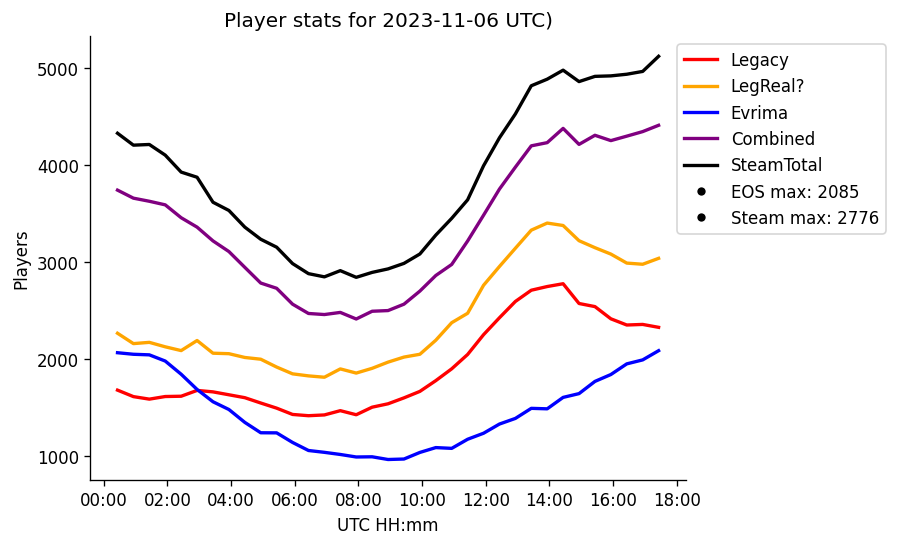 Player stats for 2023-11-06 UTC)
5000
4000
3000
2000
1000
Players
00:00 02:00 04:00 06:00 08:00 10:00 12:00 14:00 16:00 18:00
UTC HH:mm
Legacy
LegReal?
Evrima
Combined
SteamTotal
EOS max: 2085
Steam max: 2776